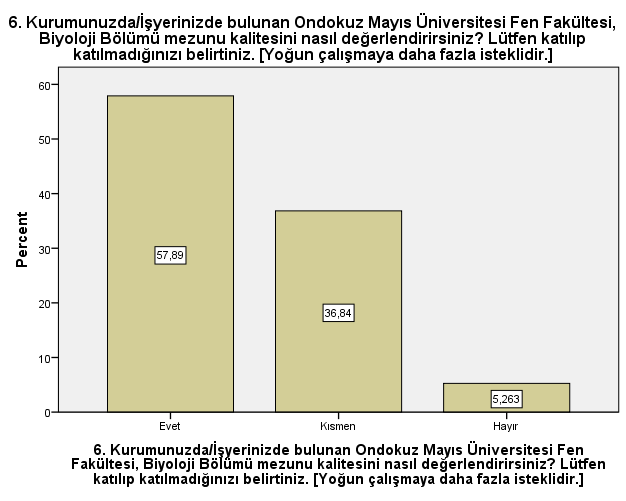 6. Kurumunuzda/İşyerinizde bulunan Ondokuz Mayıs Üniversitesi Fen Fakültesi,
Biyoloji Bölümü mezunu kalitesini nasıl değerlendirirsiniz? Lütfen katılıp
katılmadığınızı belirtiniz. [Yoğun çalışmaya daha fazla isteklidir.]
Percent
60
50
40
30
20
10
0
57,89
36,84
5,263
Evet
Kısmen
Hayır
6. Kurumunuzda/İşyerinizde bulunan Ondokuz Mayıs Üniversitesi Fen
Fakültesi, Biyoloji Bölümü mezunu kalitesini nasıl değerlendirirsiniz? Lütfen
katılıp katılmadığınızı belirtiniz. [Yoğun çalışmaya daha fazla isteklidir.]